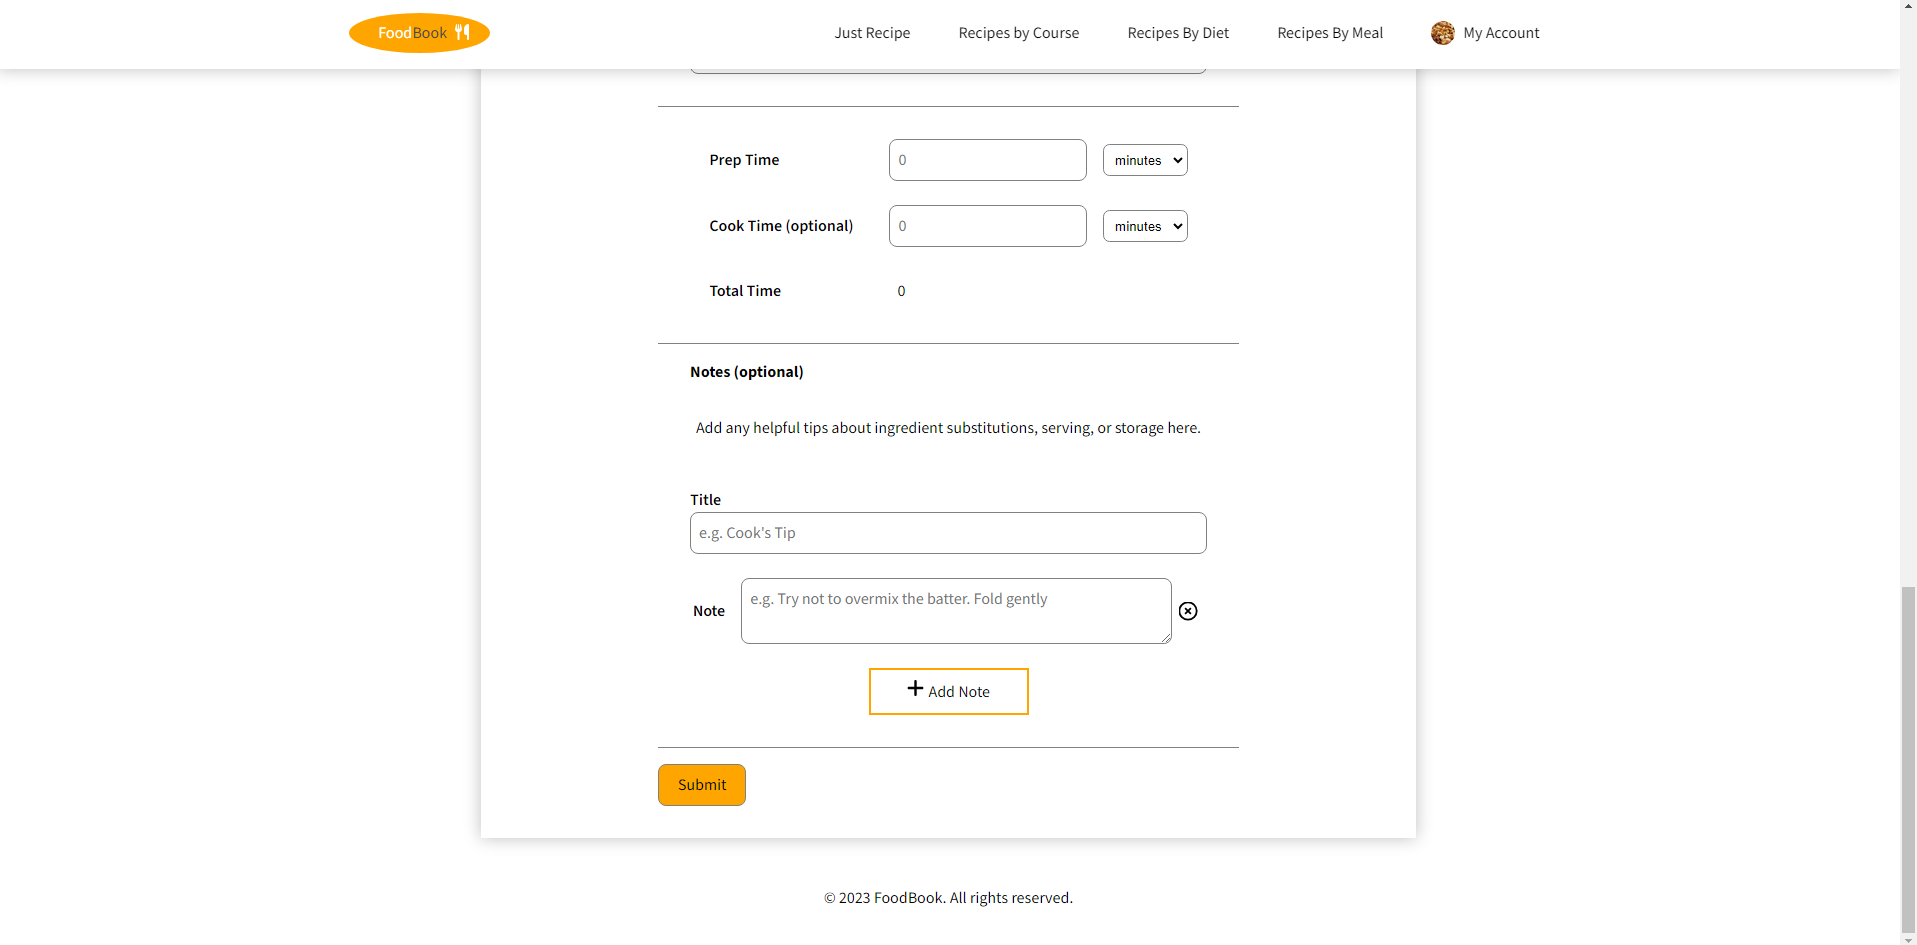 FoodBook
Just Recipe
Recipes by Course
Recipes By Diet
Recipes By Meal
My Account
Prep Time
0
minutes
Cook Time (optional)
0
minutes
Total Time
0
Notes (optional)
Add any helpful tips about ingredient substitutions, serving, or storage here.
Title
e.g. Cook's Tip
Note
e.g. Try not to overmix the batter. Fold gently
Add Note
Submit
© 2023 FoodBook. All rights reserved.